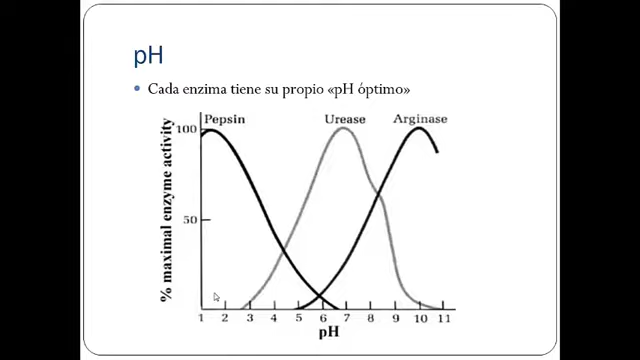 pH
• Cada enzima tiene su propio «pH óptimo»
Pepsin Urease Arginase
% maximal enzyme activity
100
50
1 2 3 4 5 6 7 8 9 10 11
pH